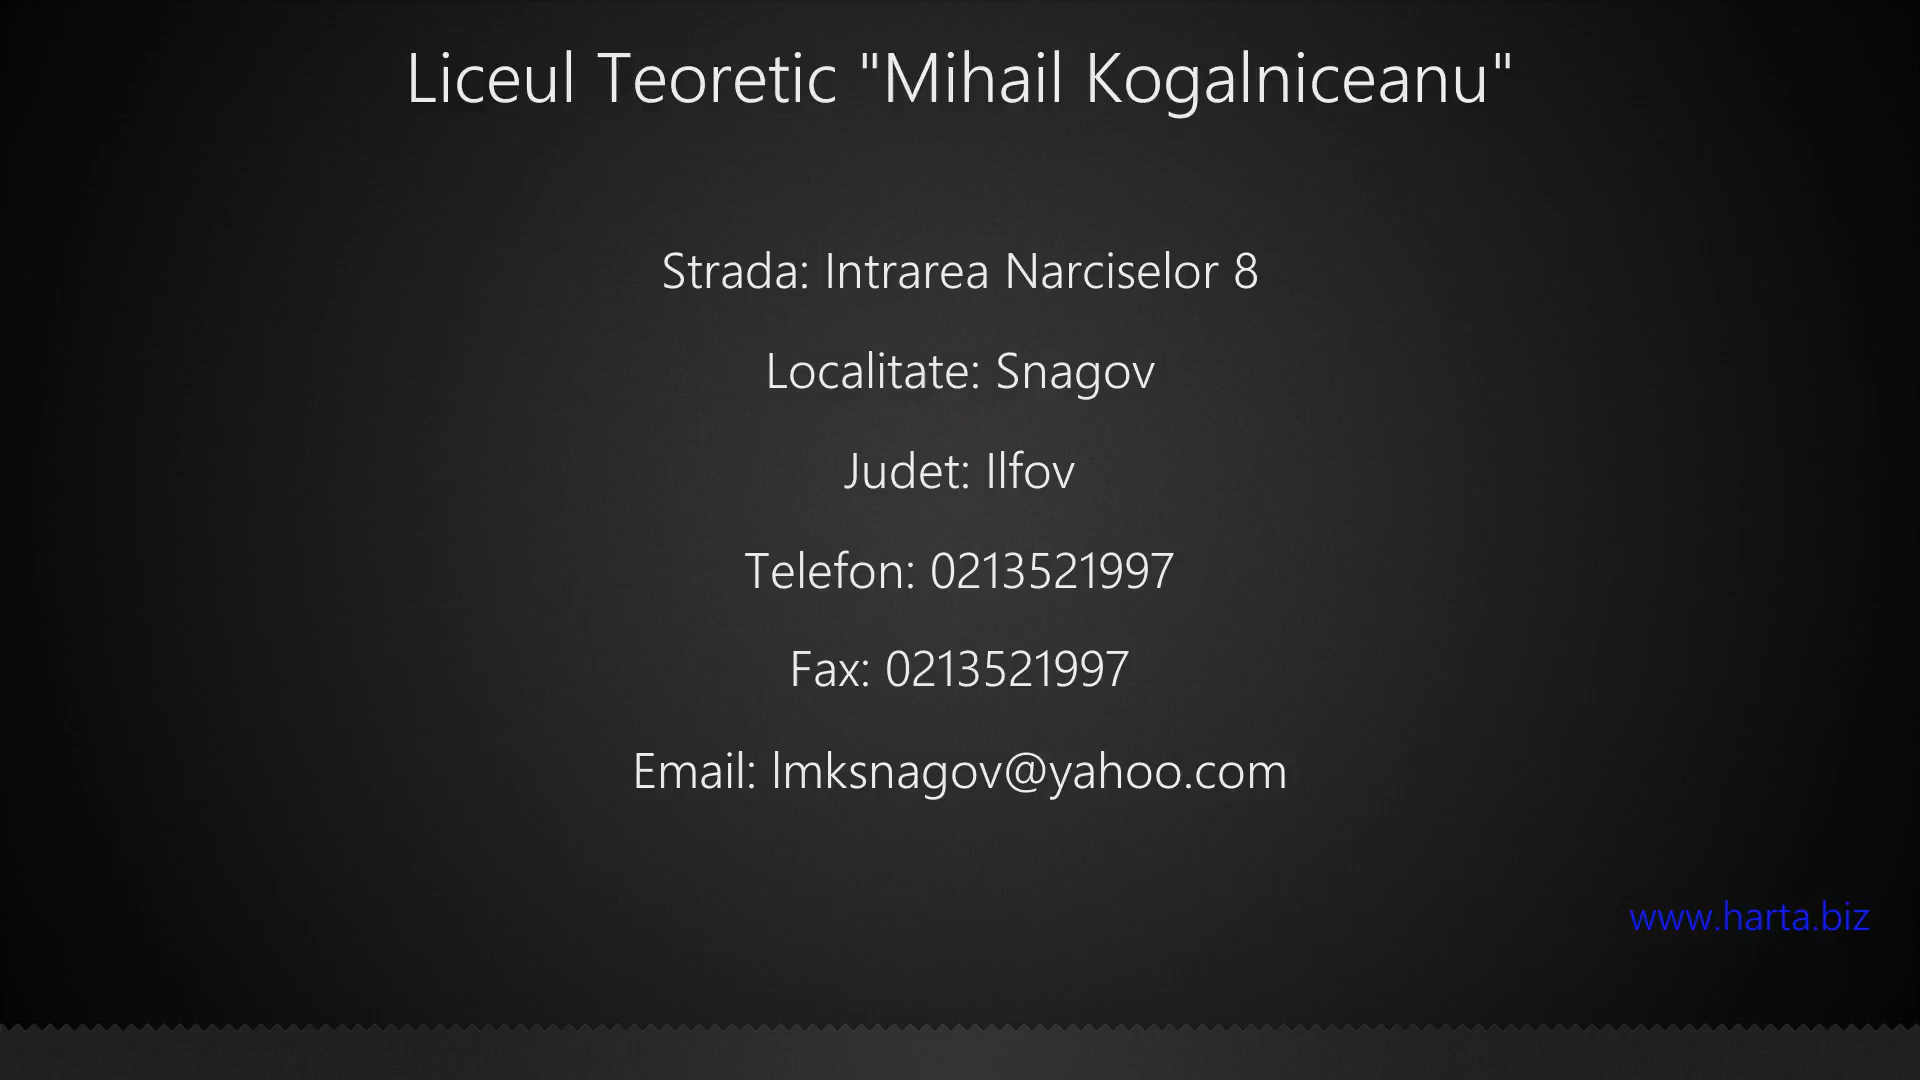 Liceul Teoretic "Mihail Kogalniceanu"
Strada: Intrarea Narciselor 8
Localitate: Snagov
Judet: Ilfov
Telefon: 0213521997
Fax: 0213521997
Email: lmksnagov@yahoo.com
www.harta.biz